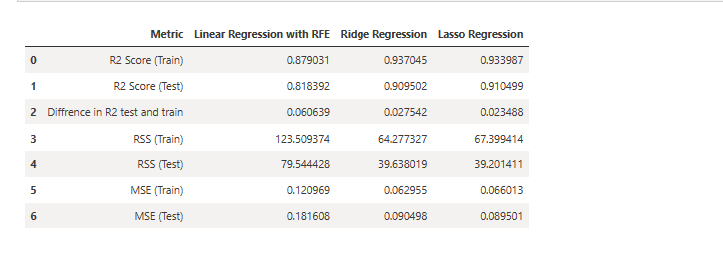 Metric Linear Regression with RFE Ridge Regression Lasso Regression
0 R2 Score (Train) 0.879031 0.937045 0.933987
1 R2 Score (Test) 0.818392 0.909502 0.910499
2 Diffrence in R2 test and train 0.060639 0.027542 0.023488
3 RSS (Train) 123.509374 64.277327 67.399414
4 RSS (Test) 79.544428 39.638019 39.201411
5 MSE (Train) 0.120969 0.062955 0.066013
6 MSE (Test) 0.181608 0.090498 0.089501